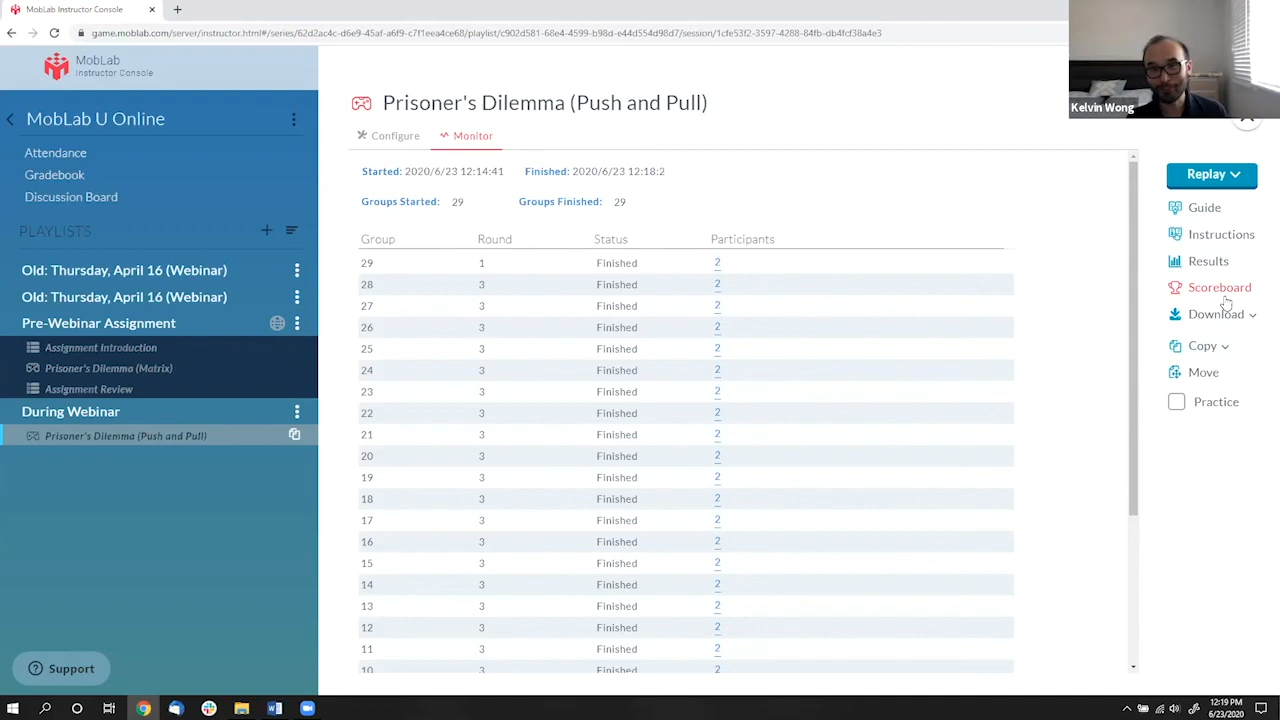 MobLab Instructor Console
game.moblab.com/server/instructor.html#/series/62d2ac4c-d6e9-45af-a6f9-c7f1eea4ce68/playlist/c902d581-68e4-4599-b98d-e44d554d98d7/session/1cfe53f2-3597-4288-84fb-db4fcf38a4e3
MobLab
Instructor Console
MobLab U Online
Attendance
Gradebook
Discussion Board
PLAYLISTS
Old: Thursday, April 16 (Webinar)
Old: Thursday, April 16 (Webinar)
Pre-Webinar Assignment
Assignment Introduction
Prisoner's Dilemma (Matrix)
Assignment Review
During Webinar
Prisoner's Dilemma (Push and Pull)
Support
Prisoner's Dilemma (Push and Pull)
Configure Monitor
Started: 2020/6/23 12:14:41 Finished: 2020/6/23 12:18:2
Groups Started: 29 Groups Finished: 29
Group Round Status Participants
29 1 Finished 2
28 3 Finished 2
27 3 Finished 2
26 3 Finished 2
25 3 Finished 2
24 3 Finished 2
23 3 Finished 2
22 3 Finished 2
21 3 Finished 2
20 3 Finished 2
19 3 Finished 2
18 3 Finished 2
17 3 Finished 2
16 3 Finished 2
15 3 Finished 2
14 3 Finished 2
13 3 Finished 2
12 3 Finished 2
11 3 Finished 2
10 3 Finished 2
Kelvin Wong
Replay
Guide
Instructions
Results
Scoreboard
Download
Copy
Move
Practice
12:19 PM
6/23/2020